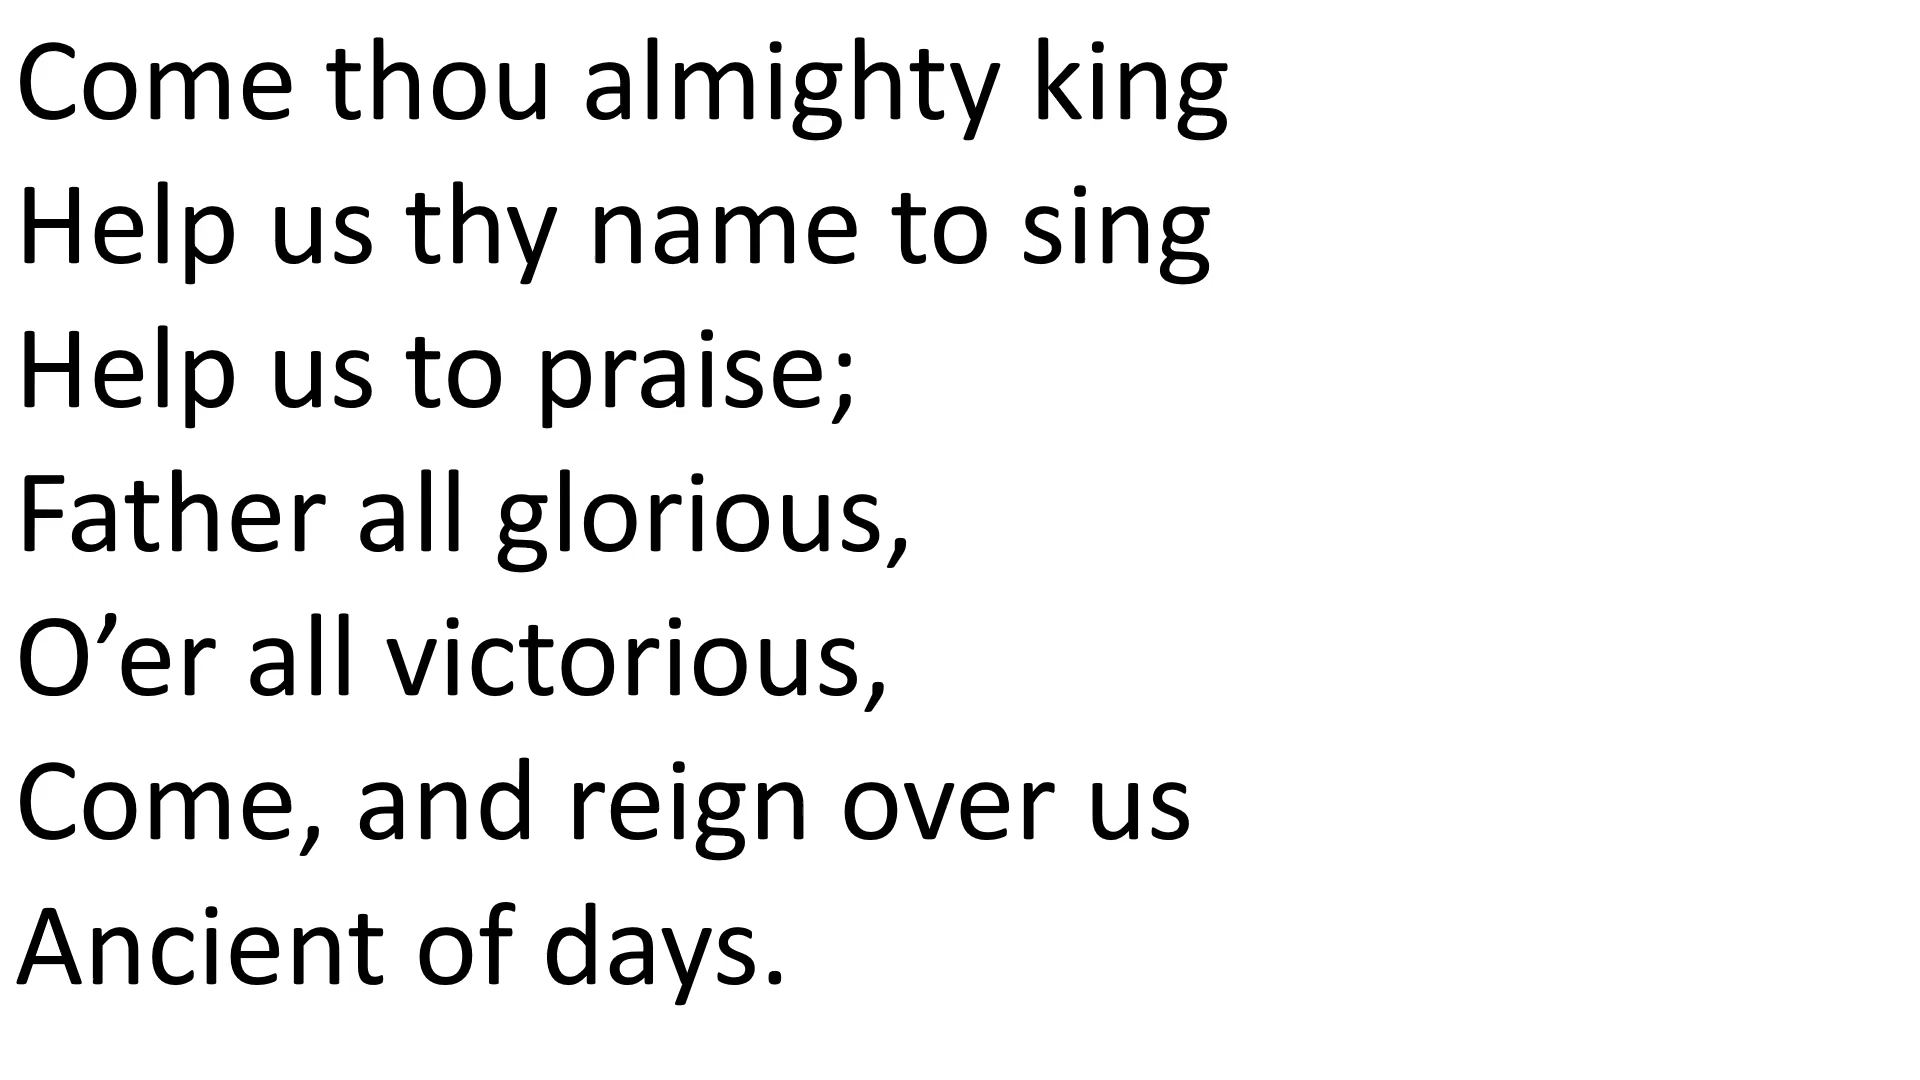 Come thou almighty king
Help us thy name to sing
Help us to praise;
Father all glorious,
O’er all victorious,
Come, and reign over us
Ancient of days.